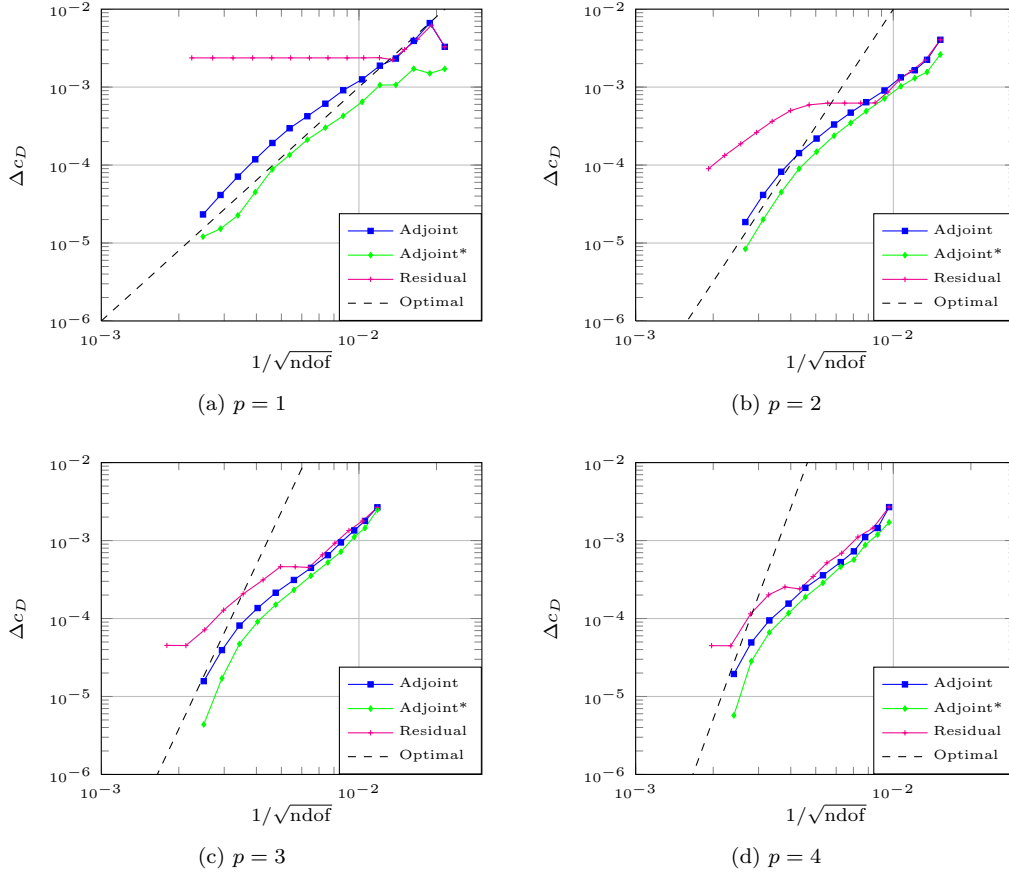 10⁻²
10⁻³
10⁻⁴
10⁻⁵
10⁻⁶
Δc_D
Adjoint
Adjoint*
Residual
Optimal
10⁻³
10⁻²
1/√ndof
(a) p = 1
10⁻²
10⁻³
10⁻⁴
10⁻⁵
10⁻⁶
Δc_D
Adjoint
Adjoint*
Residual
Optimal
10⁻³
10⁻²
1/√ndof
(b) p = 2
10⁻²
10⁻³
10⁻⁴
10⁻⁵
10⁻⁶
Δc_D
Adjoint
Adjoint*
Residual
Optimal
10⁻³
10⁻²
1/√ndof
(c) p = 3
10⁻²
10⁻³
10⁻⁴
10⁻⁵
10⁻⁶
Δc_D
Adjoint
Adjoint*
Residual
Optimal
10⁻³
10⁻²
1/√ndof
(d) p = 4